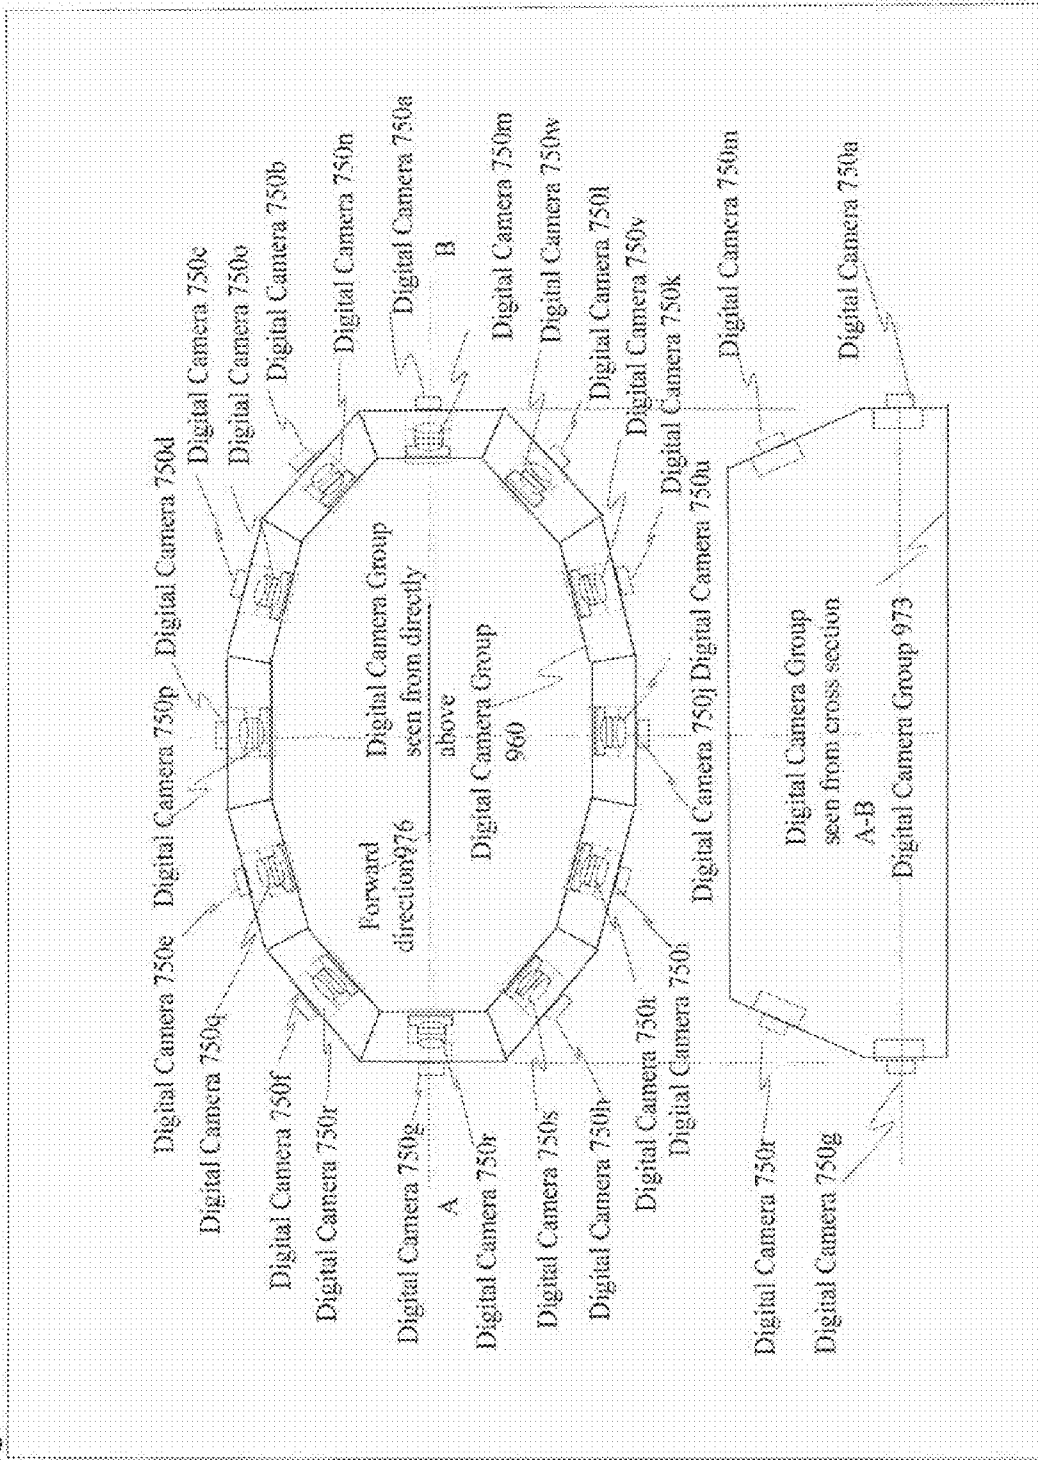 Digital Camera 750d
Digital Camera 750c
Digital Camera 750p
Digital Camera 750o
Digital Camera 750e
Digital Camera 750b
Digital Camera 750q
Digital Camera 750n
Digital Camera 750f
Digital Camera 750r
Digital Camera 750a
Forward
direction976
Digital Camera Group
seen from directly
above
Digital Camera 750g
A
B
Digital Camera 750r
Digital Camera Group
960
Digital Camera 750m
Digital Camera 750s
Digital Camera 750w
Digital Camera 750h
Digital Camera 750l
Digital Camera 750t
Digital Camera 750v
Digital Camera 750i
Digital Camera 750k
Digital Camera 750j
Digital Camera 750u
Digital Camera 750m
Digital Camera 750r
Digital Camera Group
seen from cross section
A-B
Digital Camera 750g
Digital Camera Group 973
Digital Camera 750a